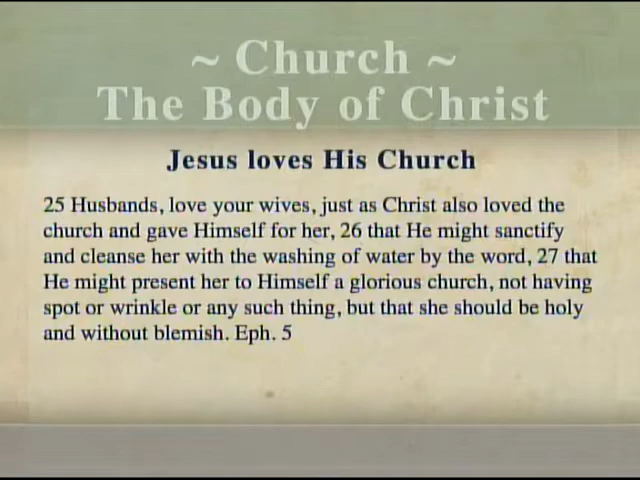 ~ Church ~
The Body of Christ
Jesus loves His Church
25 Husbands, love your wives, just as Christ also loved the
church and gave Himself for her, 26 that He might sanctify
and cleanse her with the washing of water by the word, 27 that
He might present her to Himself a glorious church, not having
spot or wrinkle or any such thing, but that she should be holy
and without blemish. Eph. 5